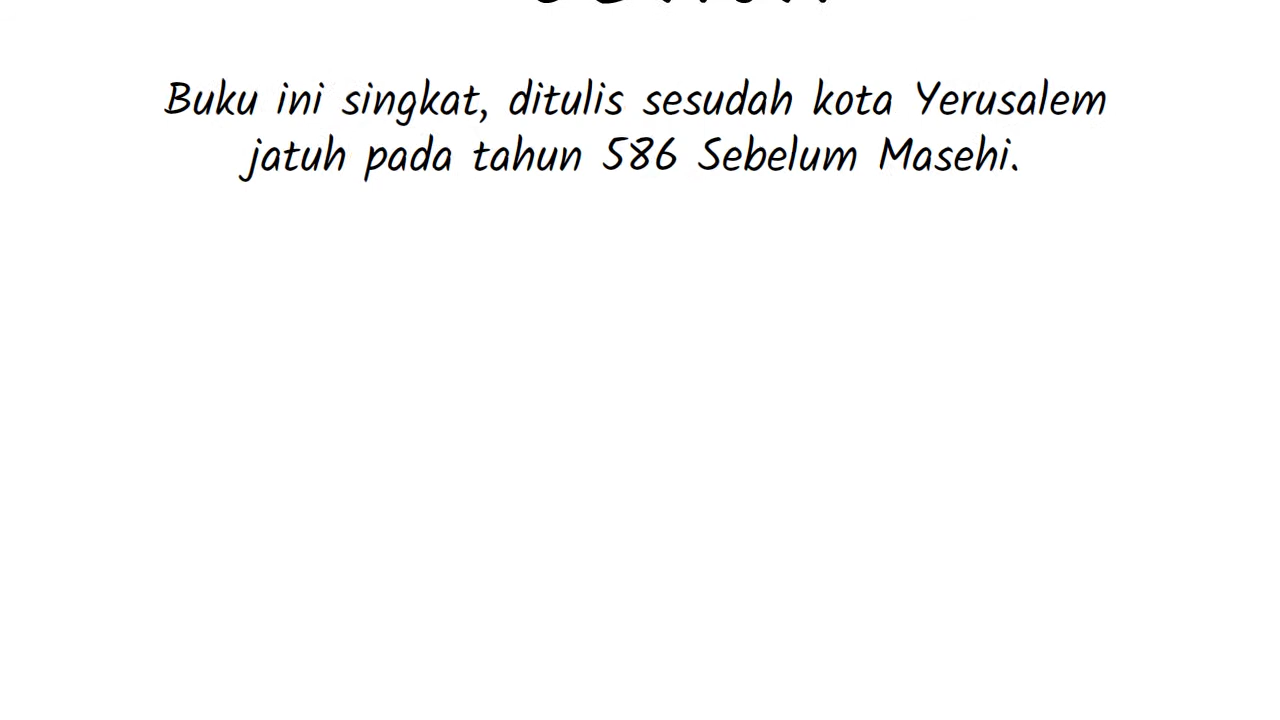 Buku ini singkat, ditulis sesudah kota Yerusalem
jatuh pada tahun 586 Sebelum Masehi.